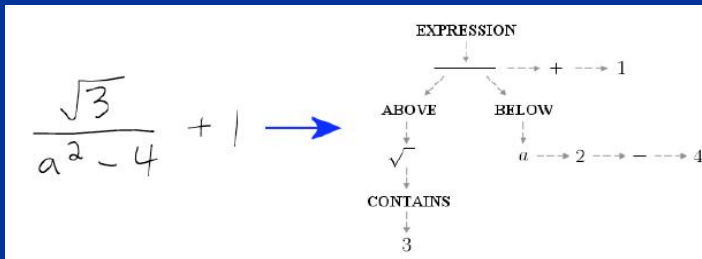 √3 / a² - 4 + 1
EXPRESSION
+ 1
ABOVE BELOW
√ a 2 − 4
CONTAINS
3